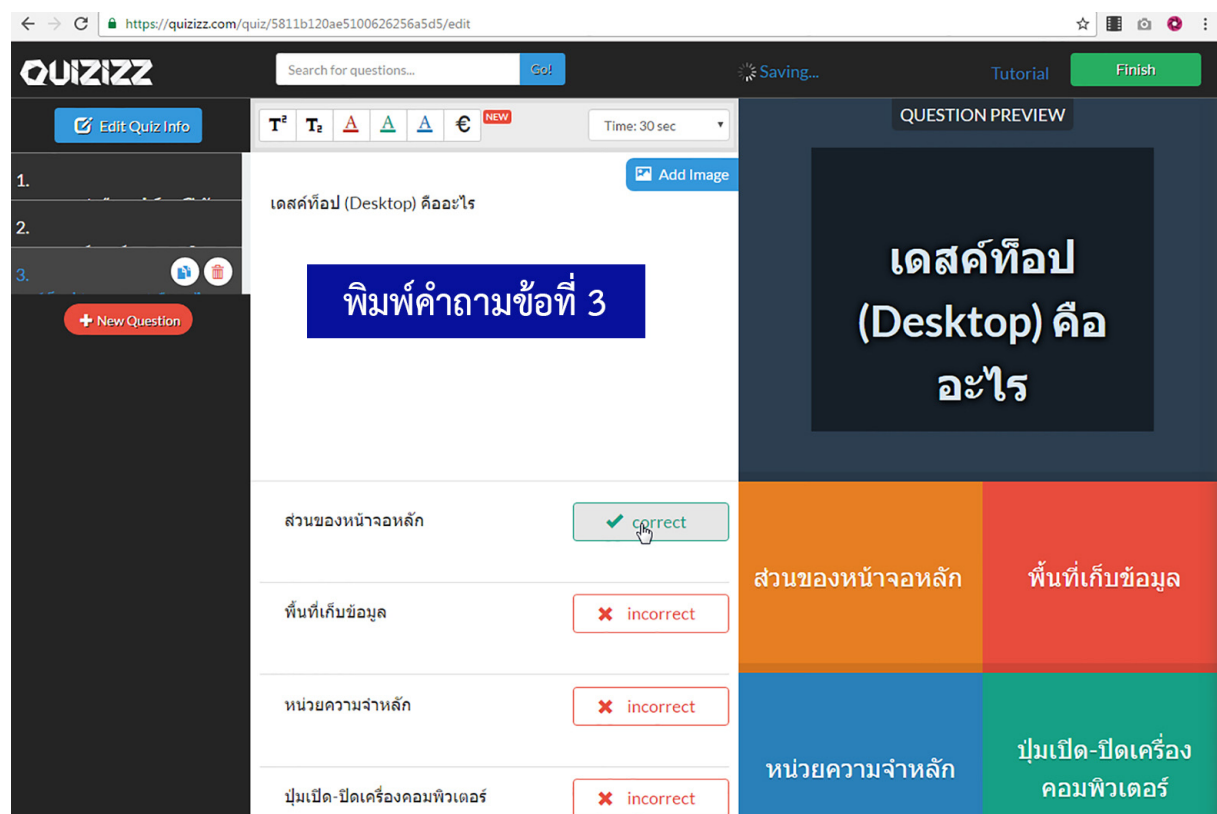 https://quizizz.com/quiz/5811b120ae5100626256a5d5/edit
QUIZIZZ
Search for questions...
Go!
Saving...
Tutorial
Finish
Edit Quiz Info
T² T₂ A A A € NEW
Time: 30 sec
QUESTION PREVIEW
1.
2.
3.
New Question
Add Image
เดสค์ท็อป (Desktop) คืออะไร
พิมพ์คำถามข้อที่ 3
เดสค์ท็อป
(Desktop) คือ
อะไร
ส่วนของหน้าจอหลัก
correct
พื้นที่เก็บข้อมูล
incorrect
หน่วยความจำหลัก
incorrect
ปุ่มเปิด-ปิดเครื่องคอมพิวเตอร์
incorrect
ส่วนของหน้าจอหลัก
พื้นที่เก็บข้อมูล
หน่วยความจำหลัก
ปุ่มเปิด-ปิดเครื่อง
คอมพิวเตอร์